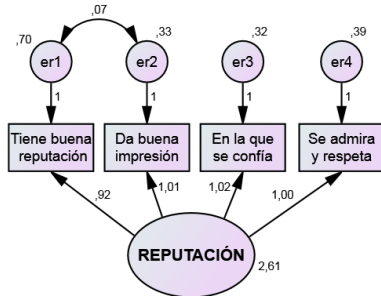 ,07
,70
,33
,32
,39
er1
er2
er3
er4
1
1
1
1
Tiene buena
reputación
Da buena
impresión
En la que
se confía
Se admira
y respeta
,92
1,01
1,02
1,00
REPUTACIÓN
2,61